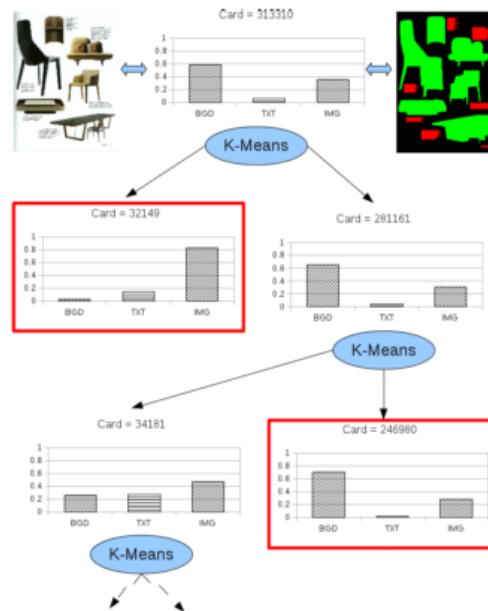 Card = 313310
1
0.8
0.6
0.4
0.2
0
BGD TXT IMG
K-Means
Card = 32149
1
0.8
0.6
0.4
0.2
0
BGD TXT IMG
Card = 281161
1
0.8
0.6
0.4
0.2
0
BGD TXT IMG
K-Means
Card = 34181
1
0.8
0.6
0.4
0.2
0
BGD TXT IMG
K-Means
Card = 246980
1
0.8
0.6
0.4
0.2
0
BGD TXT IMG